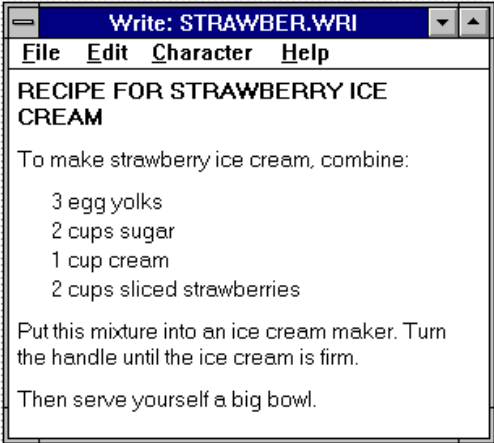 Write: STRAWBER.WRI
File Edit Character Help
RECIPE FOR STRAWBERRY ICE
CREAM
To make strawberry ice cream, combine:
3 egg yolks
2 cups sugar
1 cup cream
2 cups sliced strawberries
Put this mixture into an ice cream maker. Turn
the handle until the ice cream is firm.
Then serve yourself a big bowl.